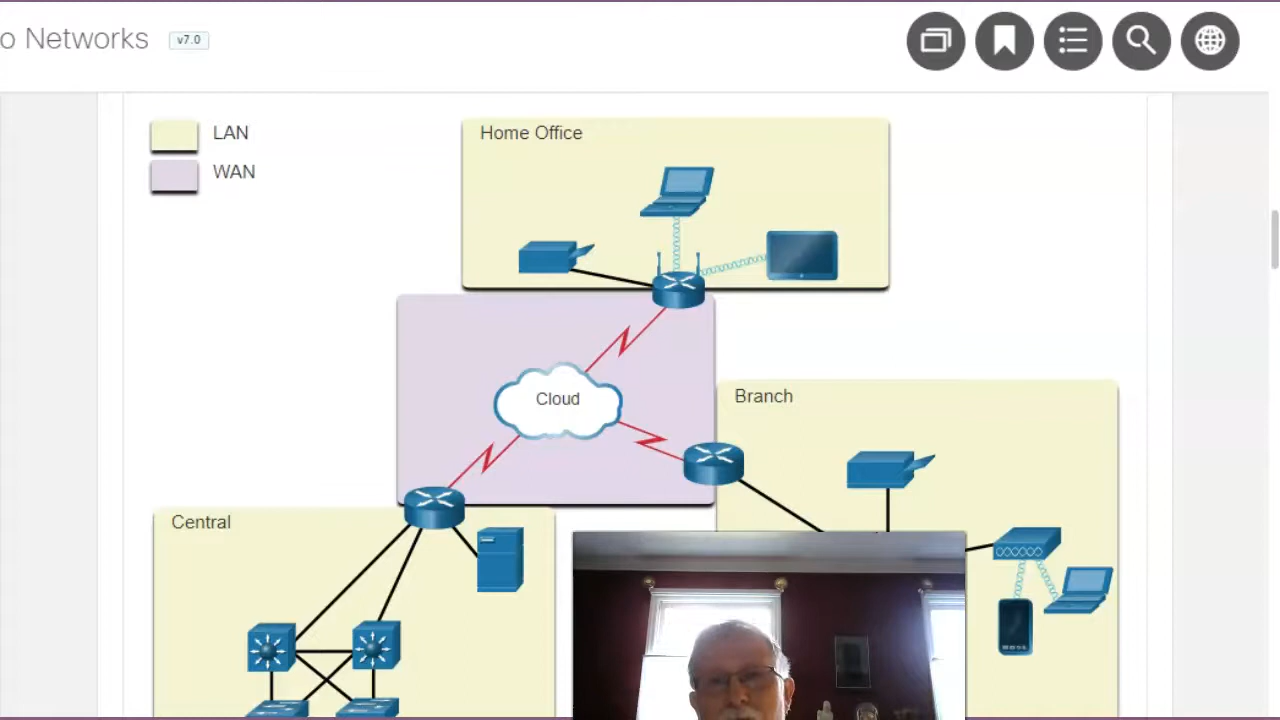 o Networks v7.0
LAN
WAN
Home Office
Cloud
Branch
Central